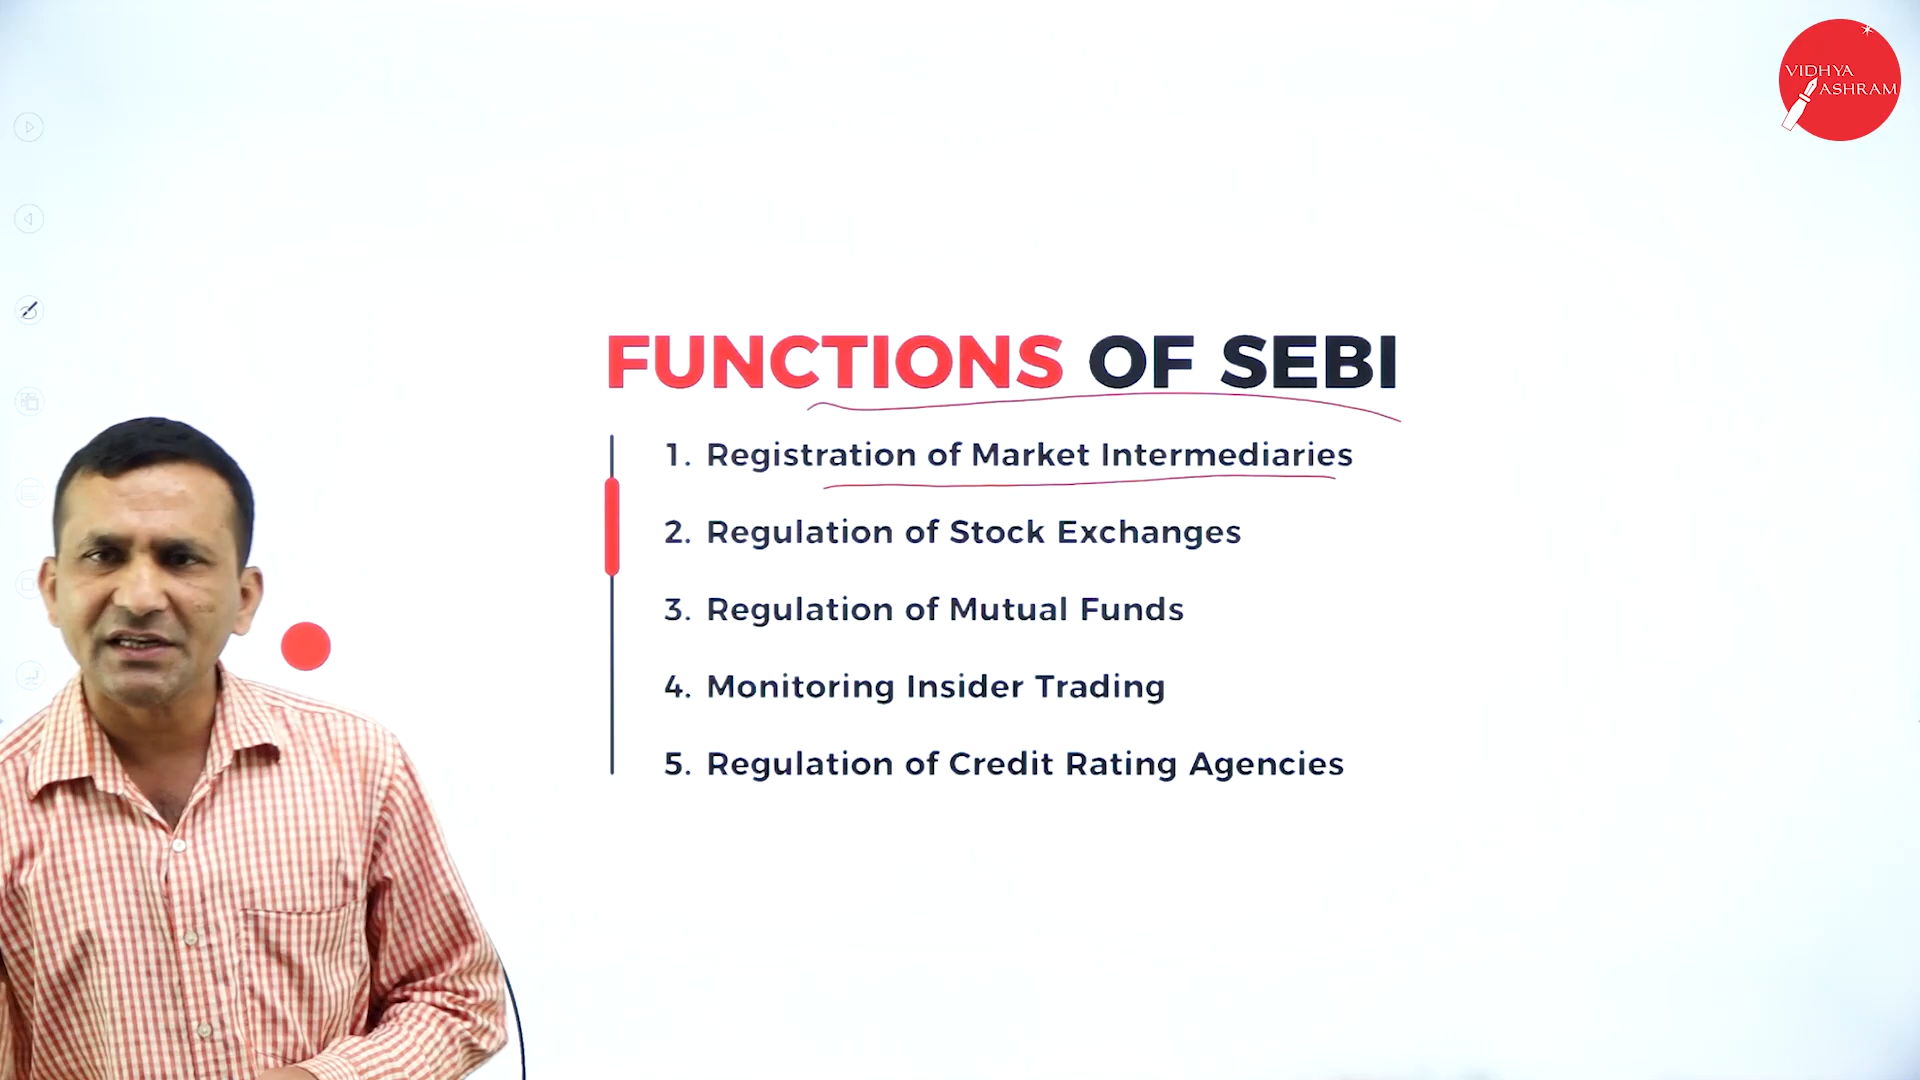 VIDHYA
ASHRAM
FUNCTIONS OF SEBI
1. Registration of Market Intermediaries
2. Regulation of Stock Exchanges
3. Regulation of Mutual Funds
4. Monitoring Insider Trading
5. Regulation of Credit Rating Agencies